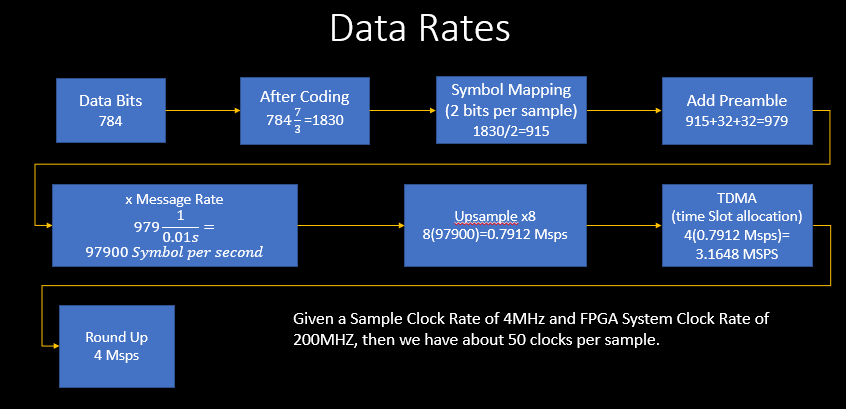 Data Rates
Data Bits
784
After Coding
784 7/3 =1830
Symbol Mapping
(2 bits per sample)
1830/2=915
Add Preamble
915+32+32=979
x Message Rate
979 1/0.01s =
97900 Symbol per second
Upsample x8
8(97900)=0.7912 Msps
TDMA
(time Slot allocation)
4(0.7912 Msps)=
3.1648 MSPS
Round Up
4 Msps
Given a Sample Clock Rate of 4MHz and FPGA System Clock Rate of
200MHZ, then we have about 50 clocks per sample.